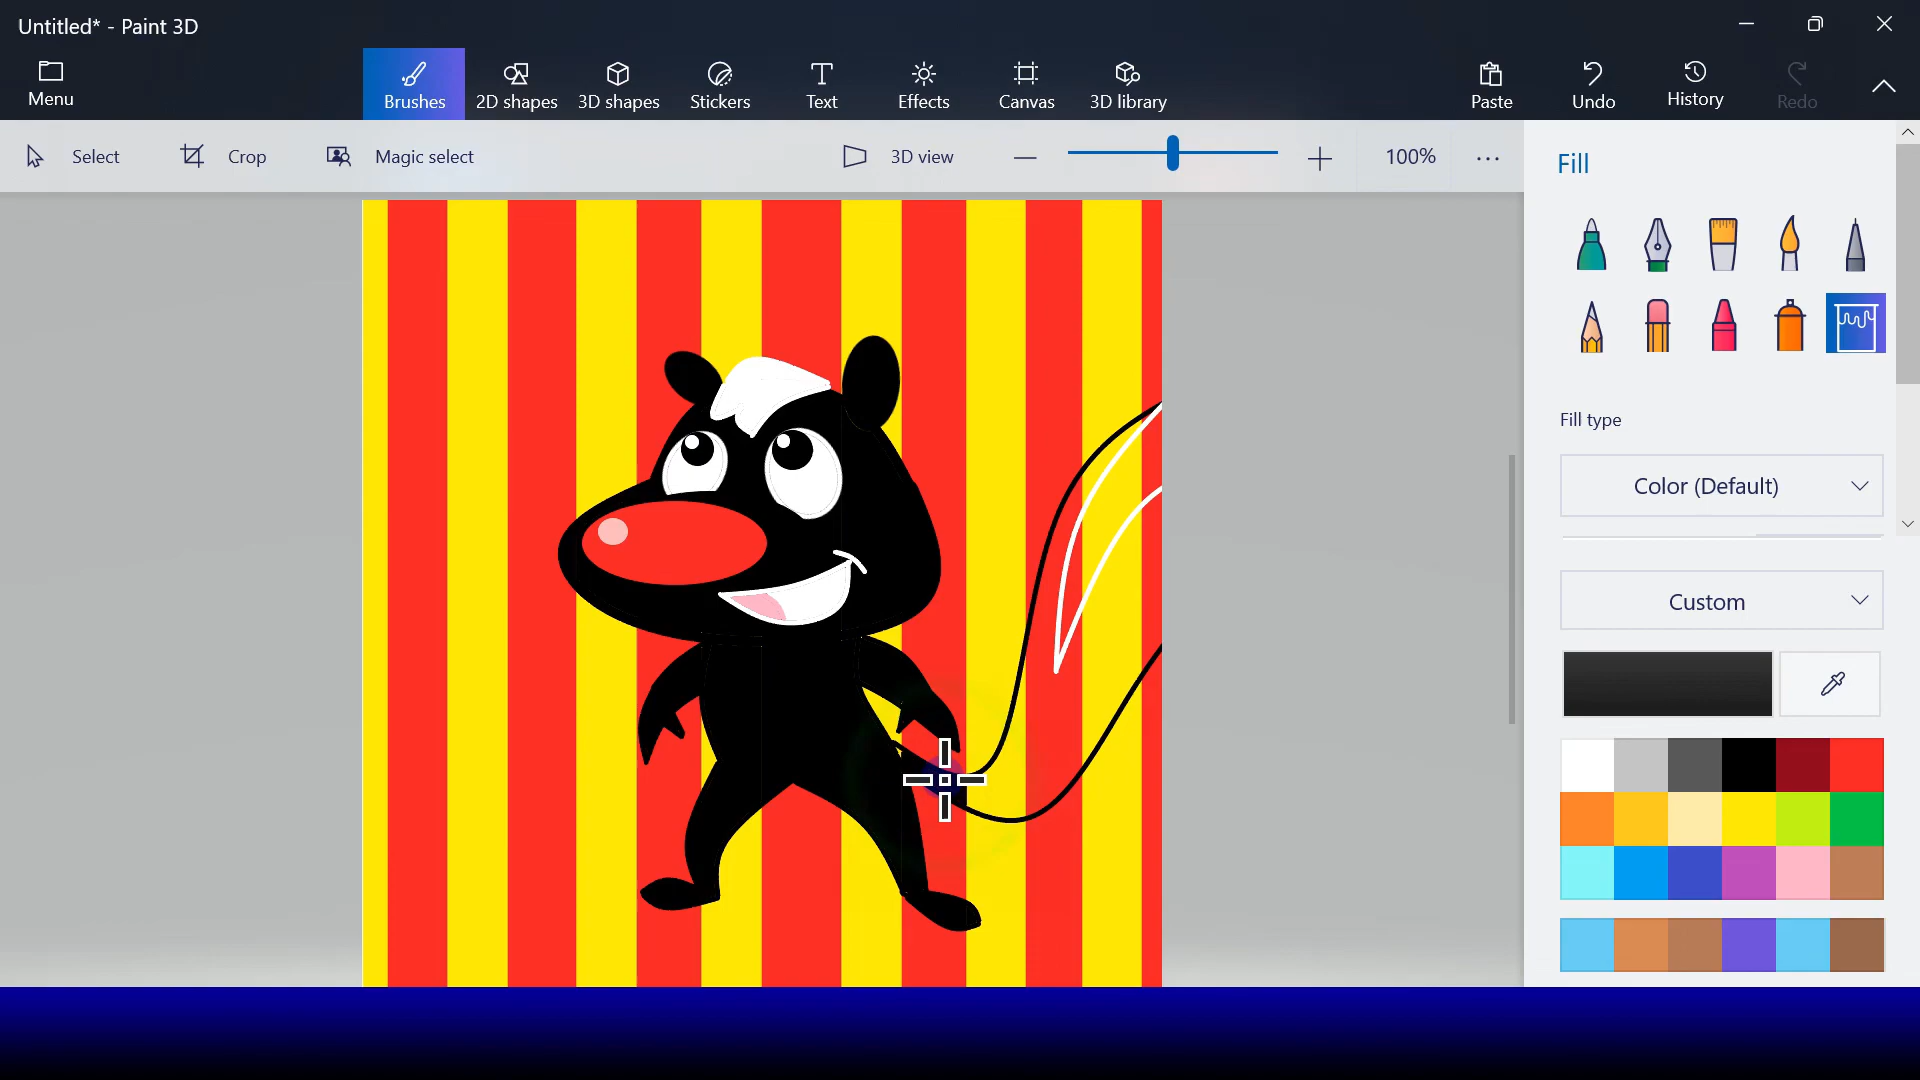 Untitled* - Paint 3D
Menu
Brushes
2D shapes
3D shapes
Stickers
Text
Effects
Canvas
3D library
Paste
Undo
History
Redo
Select
Crop
Magic select
3D view
100%
Fill
Fill type
Color (Default)
Custom